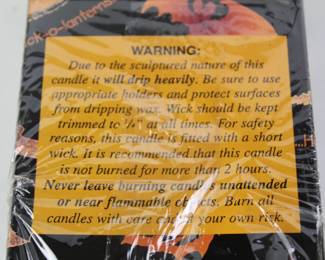 ck-o-lanterns
WARNING:
Due to the sculptured nature of this
candle it will drip heavily. Be sure to use
appropriate holders and protect surfaces
from dripping wax. Wick should be kept
trimmed to 1/4" at all times. For safety
reasons, this candle is fitted with a short
wick. It is recommended that this candle
is not burned for more than 2 hours.
Never leave burning candles unattended
or near flammable objects. Burn all
candles with care and at your own risk.